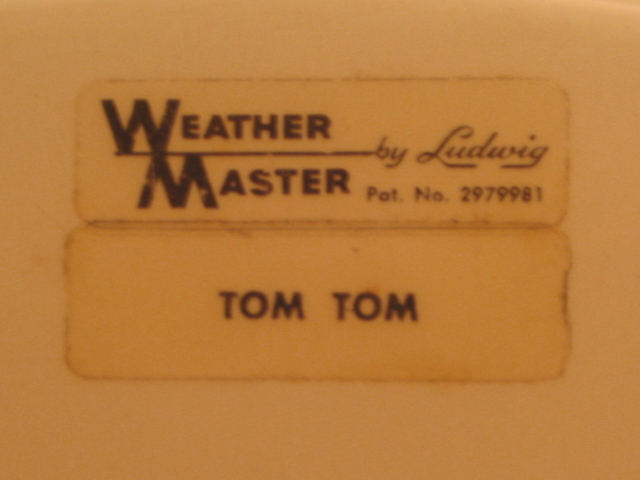 WEATHER
MASTER
by Ludwig
Pat. No. 2979981
TOM TOM